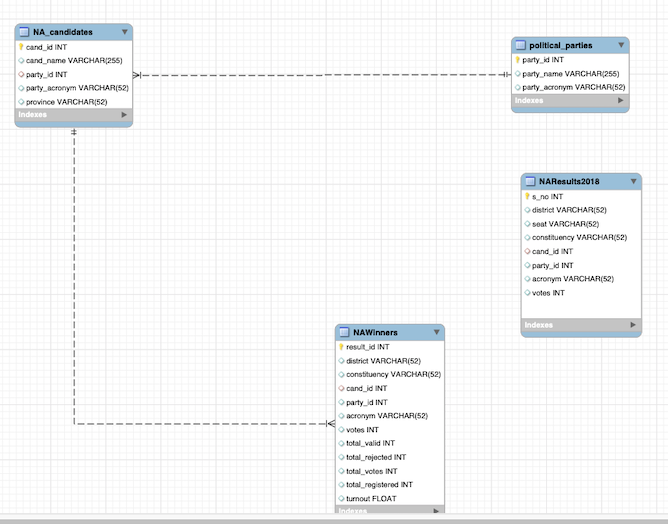 NA_candidates
cand_id INT
cand_name VARCHAR(255)
party_id INT
party_acronym VARCHAR(52)
province VARCHAR(52)
Indexes
political_parties
party_id INT
party_name VARCHAR(255)
party_acronym VARCHAR(52)
Indexes
NAResults2018
s_no INT
district VARCHAR(52)
seat VARCHAR(52)
constituency VARCHAR(52)
cand_id INT
party_id INT
acronym VARCHAR(52)
votes INT
Indexes
NAWinners
result_id INT
district VARCHAR(52)
constituency VARCHAR(52)
cand_id INT
party_id INT
acronym VARCHAR(52)
votes INT
total_valid INT
total_rejected INT
total_votes INT
total_registered INT
turnout FLOAT
Indexes